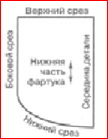 Верхний срез
Боковой срез
Нижняя
часть
фартука
Середина детали
Нижний срез